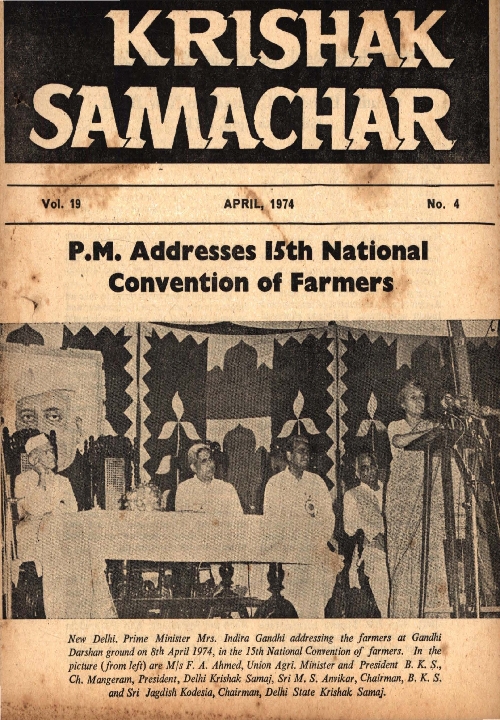 KRISHAK
SAMACHAR
Vol. 19 APRIL, 1974 No. 4
P.M. Addresses 15th National
Convention of Farmers
New Delhi. Prime Minister Mrs. Indira Gandhi addressing the farmers at Gandhi
Darshan ground on 8th April 1974, in the 15th National Convention of farmers. In the
picture (from left) are M/s F. A. Ahmed, Union Agri. Minister and President B. K. S.,
Ch. Mangeram, President, Delhi Krishak Samaj, Sri M. S. Anvikar, Chairman, B. K. S.
and Sri Jagdish Kodesia, Chairman, Delhi State Krishak Samaj.